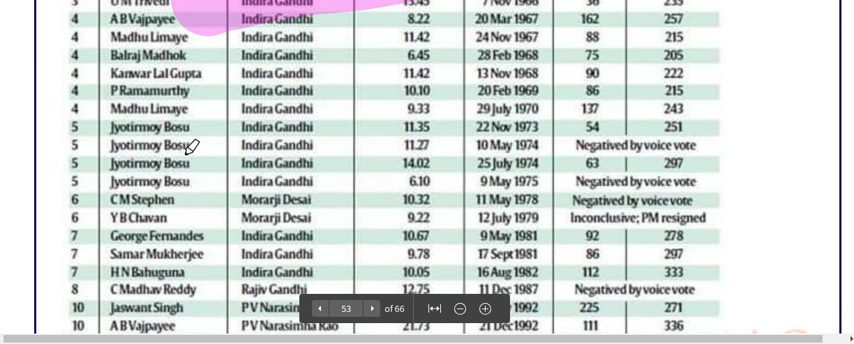 3 U M Trivedi Indira Gandhi 13.45 7 Nov 1966 36 235
4 A B Vajpayee Indira Gandhi 8.22 20 Mar 1967 162 257
4 Madhu Limaye Indira Gandhi 11.42 24 Nov 1967 88 215
4 Balraj Madhok Indira Gandhi 6.45 28 Feb 1968 75 205
4 Kanwar Lal Gupta Indira Gandhi 11.42 13 Nov 1968 90 222
4 P Ramamurthy Indira Gandhi 10.10 20 Feb 1969 86 215
4 Madhu Limaye Indira Gandhi 9.33 29 July 1970 137 243
5 Jyotirmoy Bosu Indira Gandhi 11.35 22 Nov 1973 54 251
5 Jyotirmoy Bosu Indira Gandhi 11.27 10 May 1974 Negatived by voice vote
5 Jyotirmoy Bosu Indira Gandhi 14.02 25 July 1974 63 297
5 Jyotirmoy Bosu Indira Gandhi 6.10 9 May 1975 Negatived by voice vote
6 C M Stephen Morarji Desai 10.32 11 May 1978 Negatived by voice vote
6 Y B Chavan Morarji Desai 9.22 12 July 1979 Inconclusive; PM resigned
7 George Fernandes Indira Gandhi 10.67 9 May 1981 92 278
7 Samar Mukherjee Indira Gandhi 9.78 17 Sept 1981 86 297
7 H N Bahuguna Indira Gandhi 10.05 16 Aug 1982 112 333
8 C Madhav Reddy Rajiv Gandhi 12.75 11 Dec 1987 Negatived by voice vote
10 Jaswant Singh P V Narasim 1992 225 271
53 of 66
10 A B Vajpayee P V Narasimha Rao 21.73 21 Dec 1992 111 336